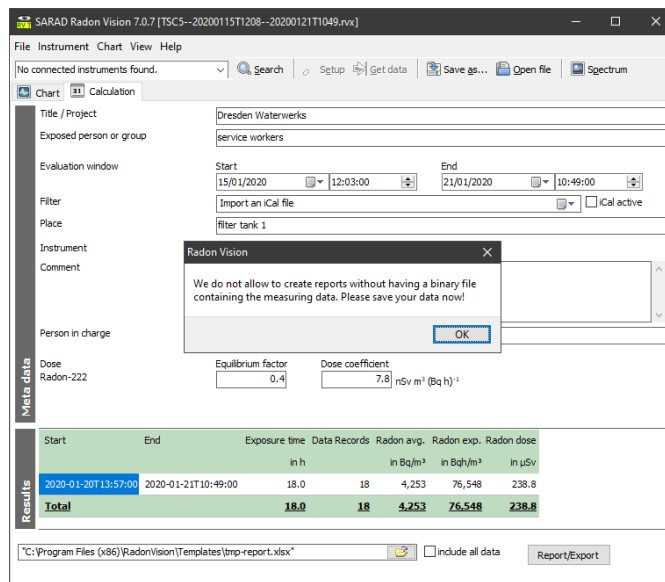 SARAD Radon Vision 7.0.7 [TSC5--20200115T1208--20200121T1049.rvx]
File Instrument Chart View Help
No connected instruments found. Search Setup Get data Save as... Open file Spectrum
Chart 31 Calculation
Title / Project Dresden Waterwerks
Exposed person or group service workers
Evaluation window Start End
15/01/2020 12:03:00 21/01/2020 10:49:00
Filter Import an iCal file iCal active
Place filter tank 1
Instrument
Radon Vision
Comment
We do not allow to create reports without having a binary file
containing the measuring data. Please save your data now!
OK
Person in charge
Dose Equilibrium factor Dose coefficient
Radon-222 0.4 7.8 nSv m³ (Bq h)⁻¹
Meta data
Start End Exposure time Data Records Radon avg. Radon exp. Radon dose
in h in Bq/m³ in Bqh/m³ in µSv
2020-01-20T13:57:00 2020-01-21T10:49:00 18.0 18 4,253 76,548 238.8
Total 18.0 18 4,253 76,548 238.8
Results
"C:\Program Files (x86)\RadonVision\Templates\tmp-report.xlsx" include all data Report/Export